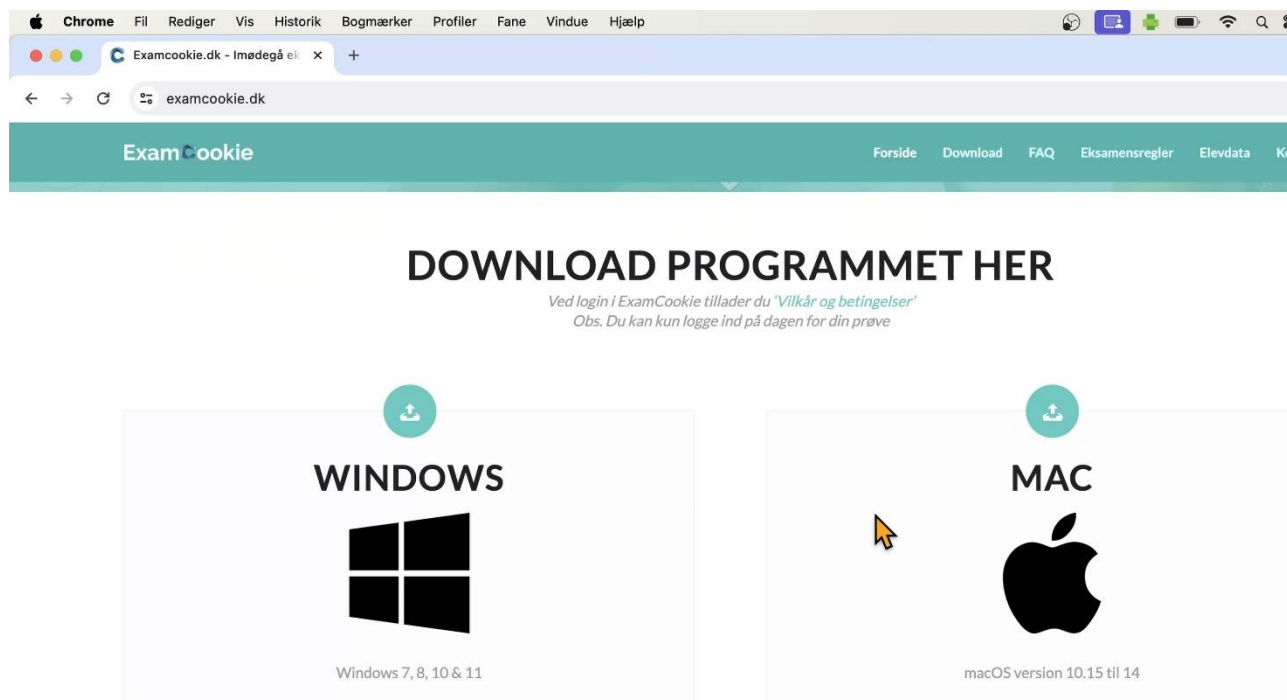 Chrome Fil Rediger Vis Historik Bogmærker Profiler Fane Vindue Hjælp
Examcookie.dk - Imødegå ek
examcookie.dk
ExamCookie Forside Download FAQ Eksamensregler Elevdata
DOWNLOAD PROGRAMMET HER
Ved login i ExamCookie tillader du 'Vilkår og betingelser'
Obs. Du kan kun logge ind på dagen for din prøve
WINDOWS
MAC
Windows 7, 8, 10 & 11
macOS version 10.15 til 14